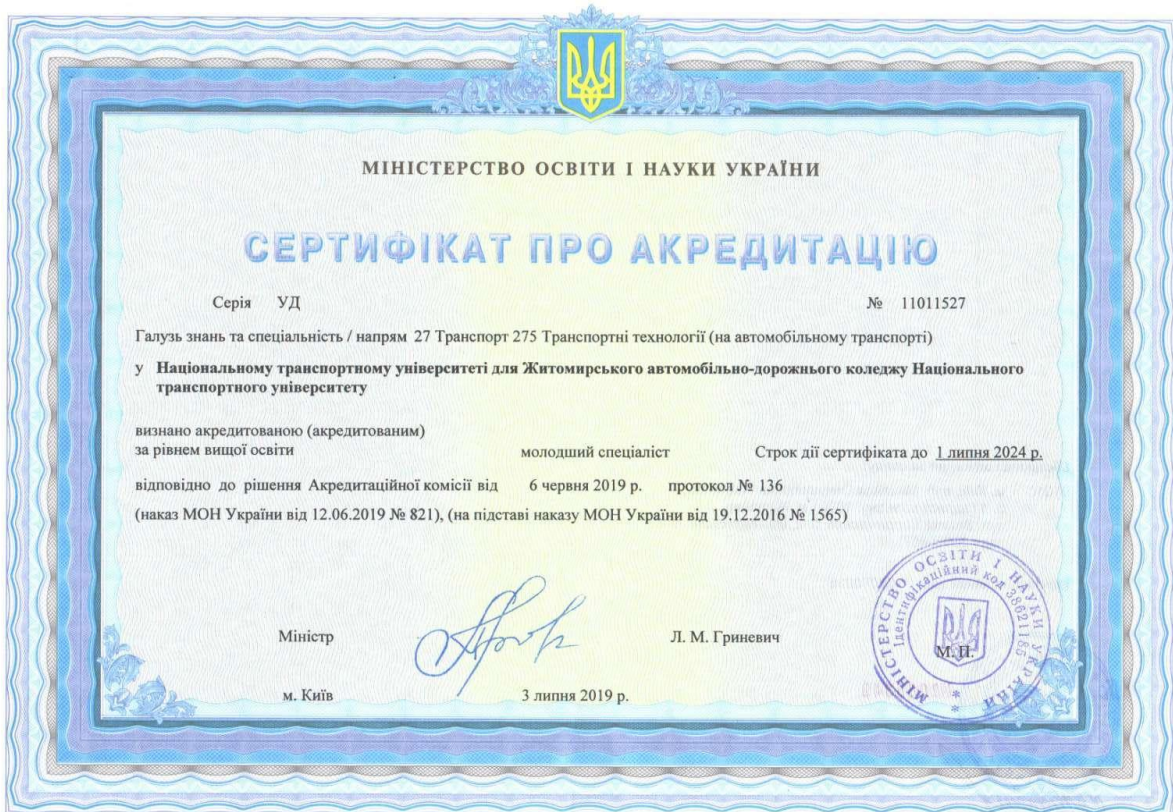 МІНІСТЕРСТВО ОСВІТИ І НАУКИ УКРАЇНИ
СЕРТИФІКАТ ПРО АКРЕДИТАЦІЮ
Серія УД № 11011527
Галузь знань та спеціальність / напрям 27 Транспорт 275 Транспортні технології (на автомобільному транспорті)
у Національному транспортному університеті для Житомирського автомобільно-дорожнього коледжу Національного
транспортного університету
визнано акредитованою (акредитованим)
за рівнем вищої освіти молодший спеціаліст Строк дії сертифіката до 1 липня 2024 р.
відповідно до рішення Акредитаційної комісії від 6 червня 2019 р. протокол № 136
(наказ МОН України від 12.06.2019 № 821), (на підставі наказу МОН України від 19.12.2016 № 1565)
Міністр Л. М. Гриневич
м. Київ 3 липня 2019 р.
МІНІСТЕРСТВО ОСВІТИ І НАУКИ УКРАЇНИ
Ідентифікаційний код 38621185
М.П.